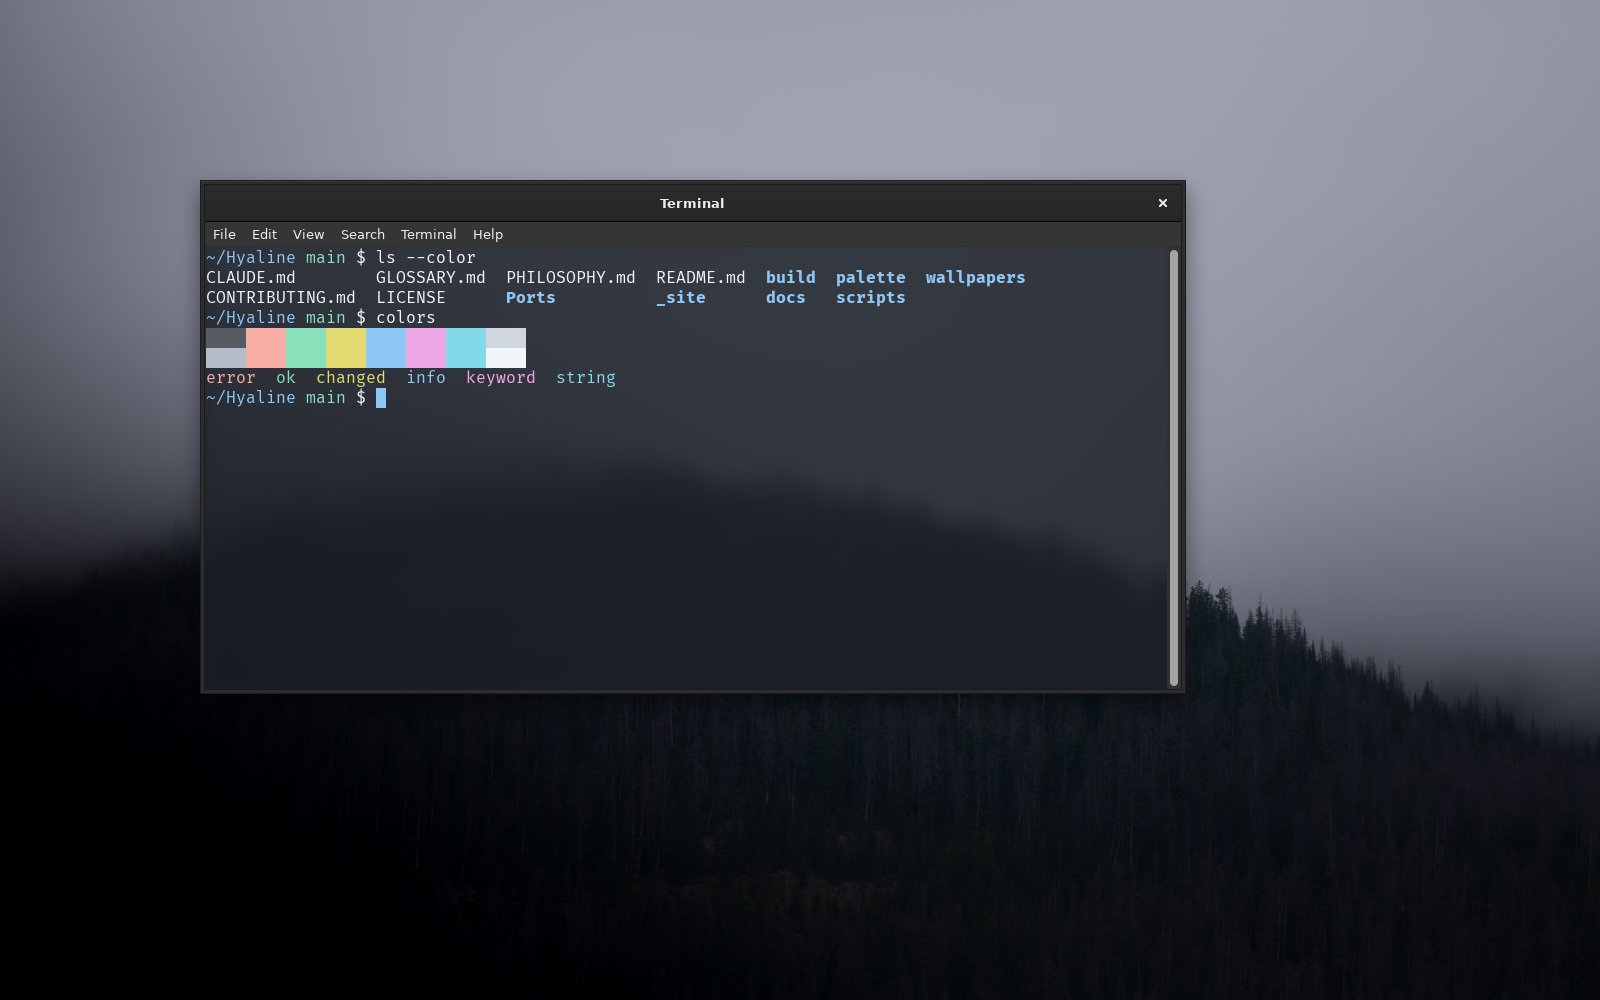 Terminal
File Edit View Search Terminal Help
~/Hyaline main $ ls --color
CLAUDE.md GLOSSARY.md PHILOSOPHY.md README.md build palette wallpapers
CONTRIBUTING.md LICENSE Ports _site docs scripts
~/Hyaline main $ colors
error ok changed info keyword string
~/Hyaline main $